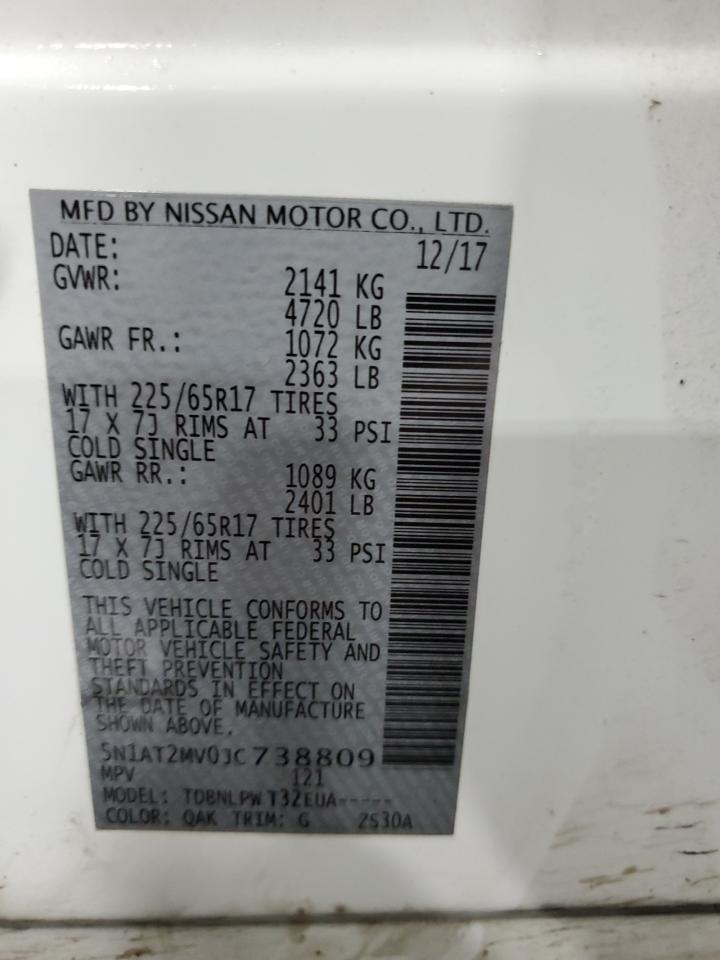 MFD BY NISSAN MOTOR CO., LTD.
DATE: 12/17
GVWR: 2141 KG
4720 LB
GAWR FR.: 1072 KG
2363 LB
WITH 225/65R17 TIRES
17 X 7J RIMS AT 33 PSI
COLD SINGLE
GAWR RR.: 1089 KG
2401 LB
WITH 225/65R17 TIRES
17 X 7J RIMS AT 33 PSI
COLD SINGLE
THIS VEHICLE CONFORMS TO
ALL APPLICABLE FEDERAL
MOTOR VEHICLE SAFETY AND
THEFT PREVENTION
STANDARDS IN EFFECT ON
THE DATE OF MANUFACTURE
SHOWN ABOVE.
5N1AT2MV0JC738809
MPV 121
MODEL: TDBNLPW T32EUA-----
COLOR: QAK TRIM: G 2S30A